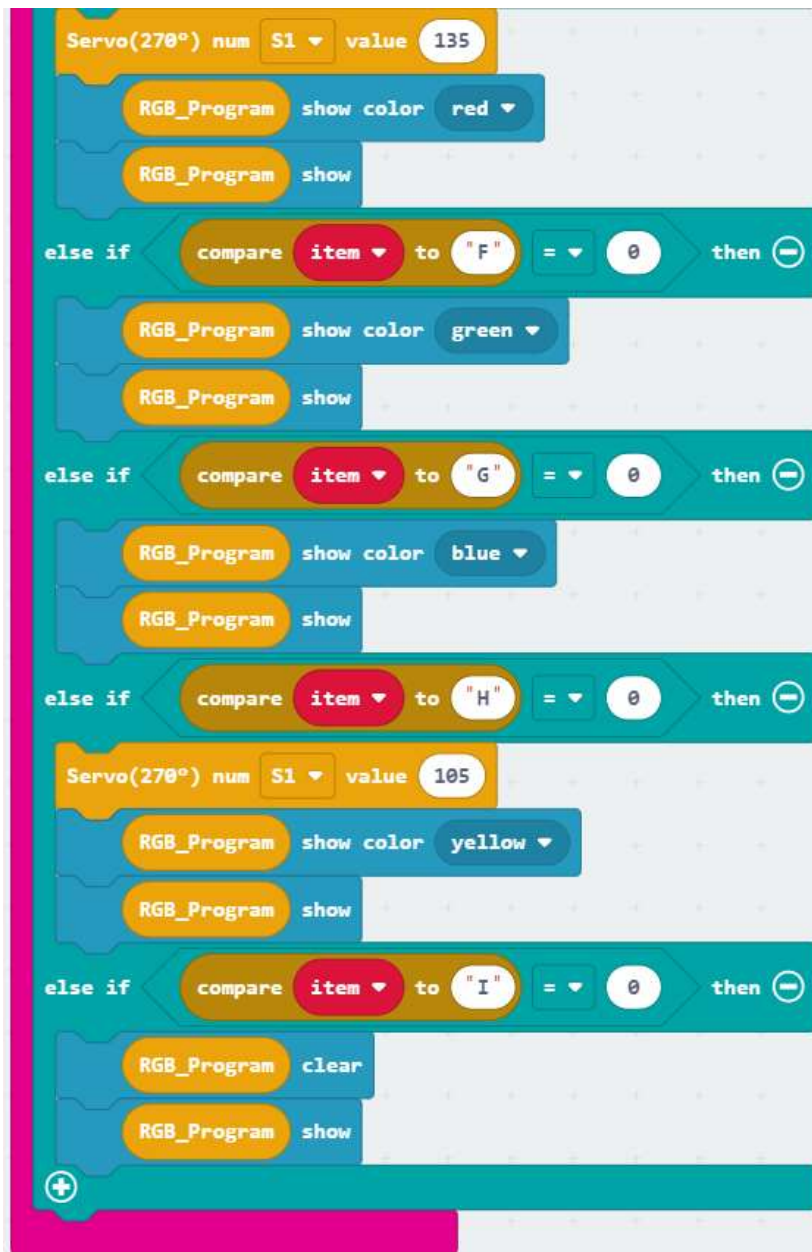 Servo(270°) num S1 value 135
RGB_Program show color red
RGB_Program show
else if compare item to "F" = 0 then
RGB_Program show color green
RGB_Program show
else if compare item to "G" = 0 then
RGB_Program show color blue
RGB_Program show
else if compare item to "H" = 0 then
Servo(270°) num S1 value 105
RGB_Program show color yellow
RGB_Program show
else if compare item to "I" = 0 then
RGB_Program clear
RGB_Program show